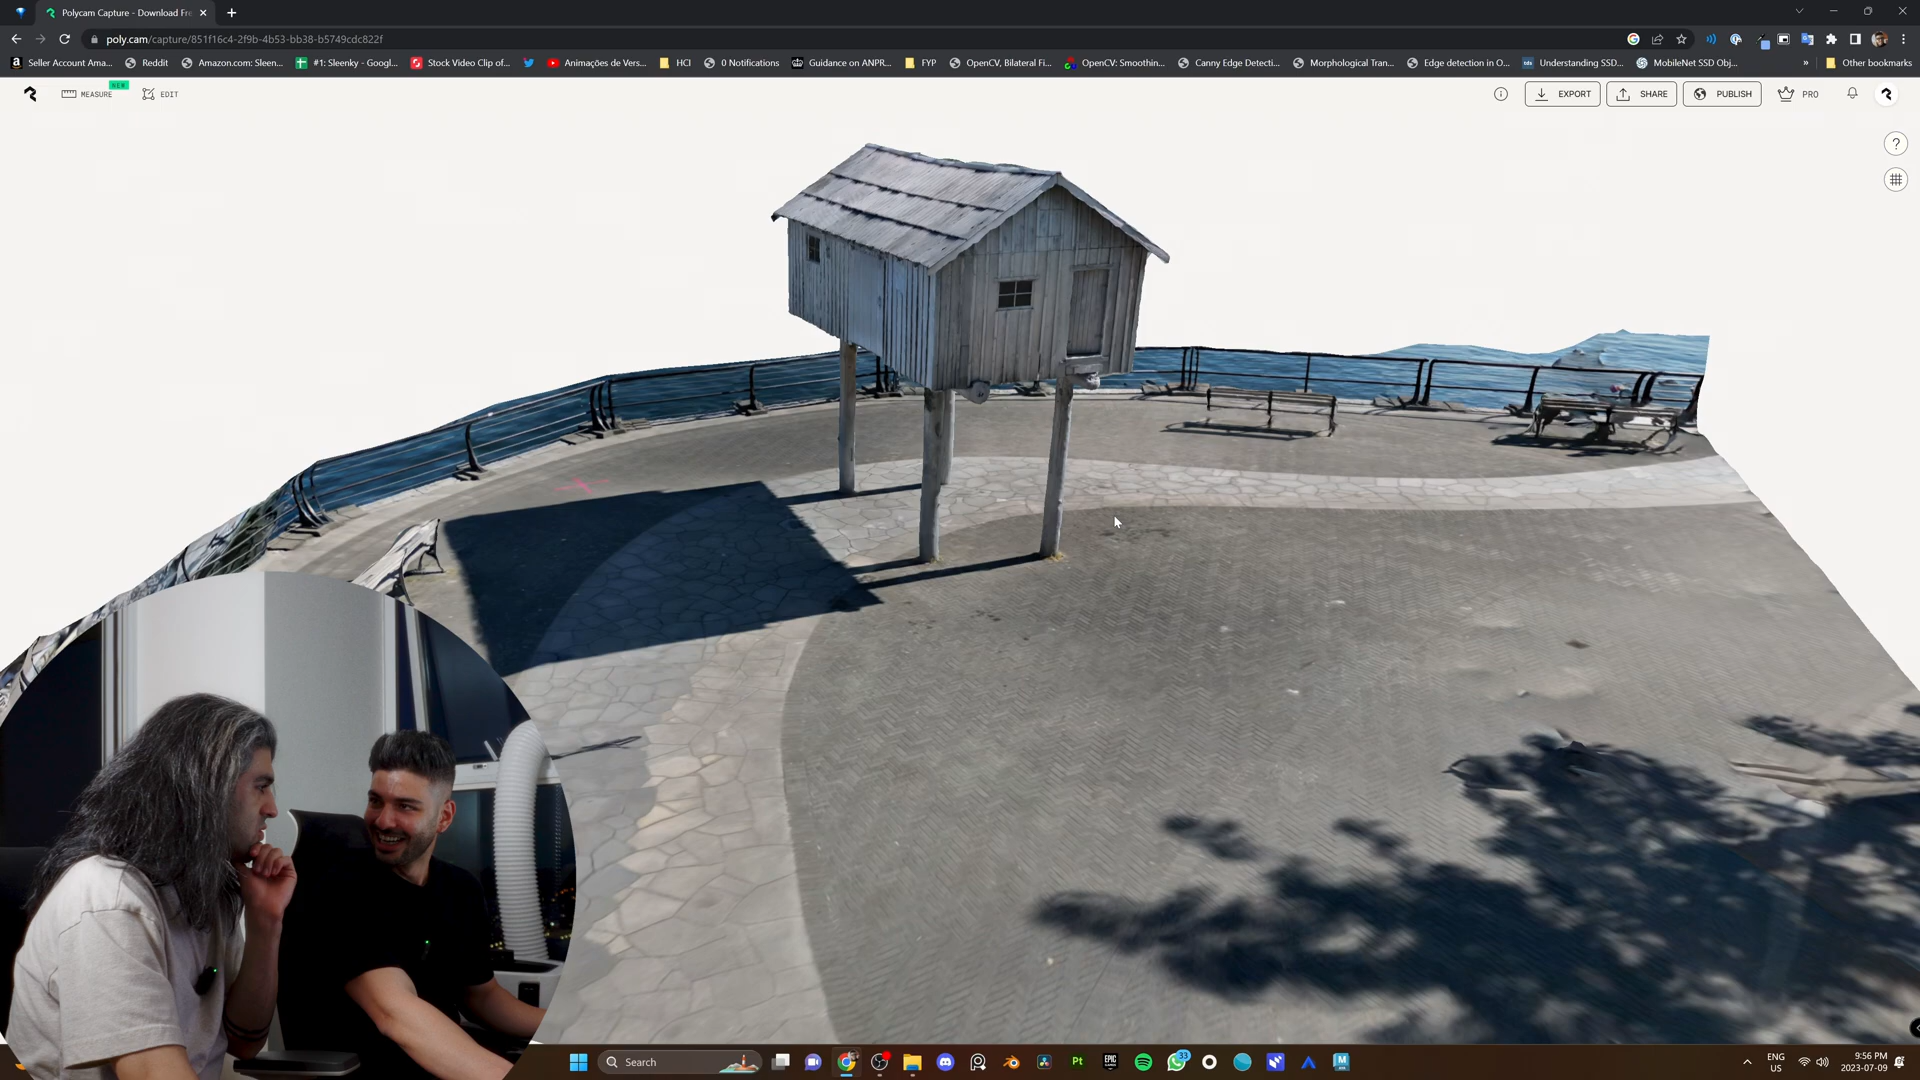 Polycam Capture - Download Fre
poly.cam/capture/851f16c4-2f9b-4b53-bb38-b5749cdc822f
Seller Account Ama...
Reddit
Amazon.com: Sleen...
#1: Sleenky - Googl...
Stock Video Clip of...
Animações de Vers...
HCI
0 Notifications
Guidance on ANPR...
FYP
OpenCV, Bilateral Fi...
OpenCV: Smoothin...
Canny Edge Detecti...
Morphological Tran...
Edge detection in O...
Understanding SSD...
MobileNet SSD Obj...
»
Other bookmarks
MEASURE
NEW
EDIT
EXPORT
SHARE
PUBLISH
PRO
?
Search
Pt
EPIC
33
M
ENG
US
9:56 PM
2023-07-09